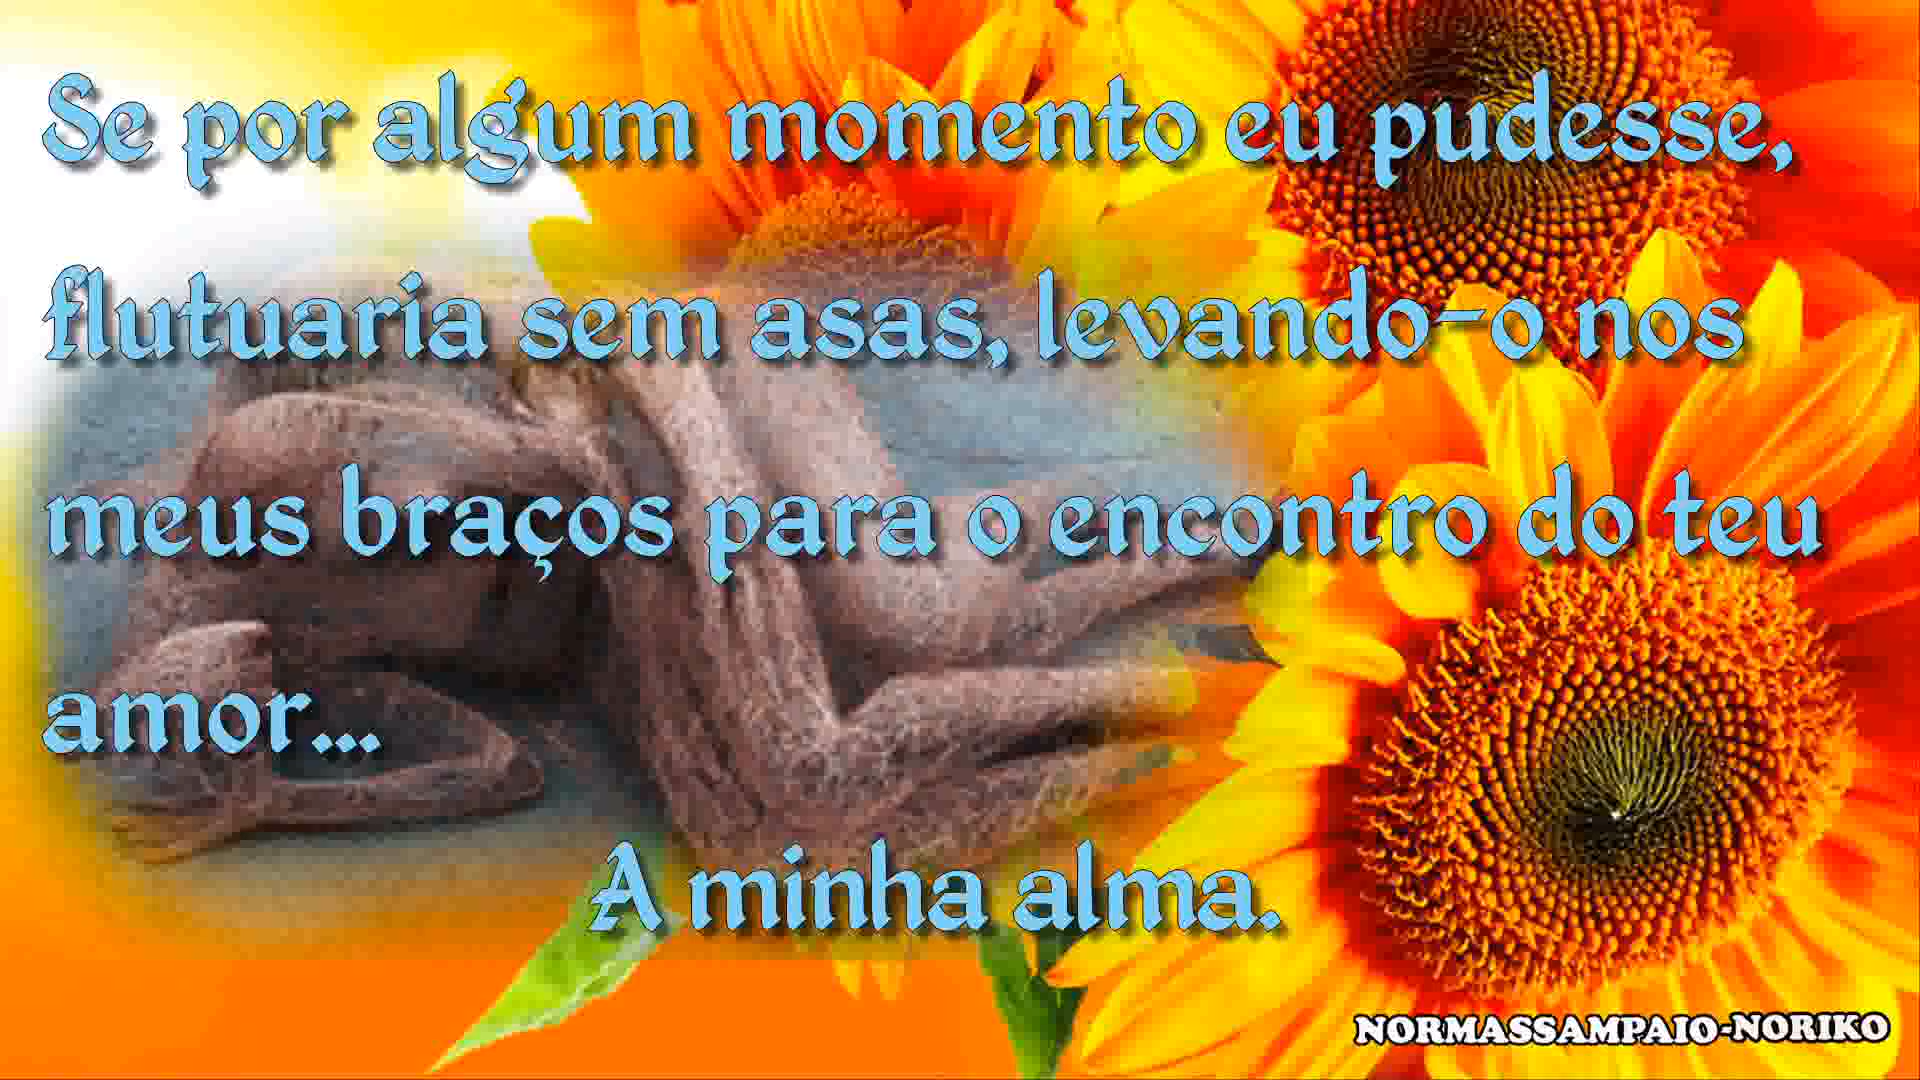 Se por algum momento eu pudesse,
flutuaria sem asas, levando-o nos
meus braços para o encontro do teu
amor...
A minha alma.
NORMASSAMPAIO-NORIKO